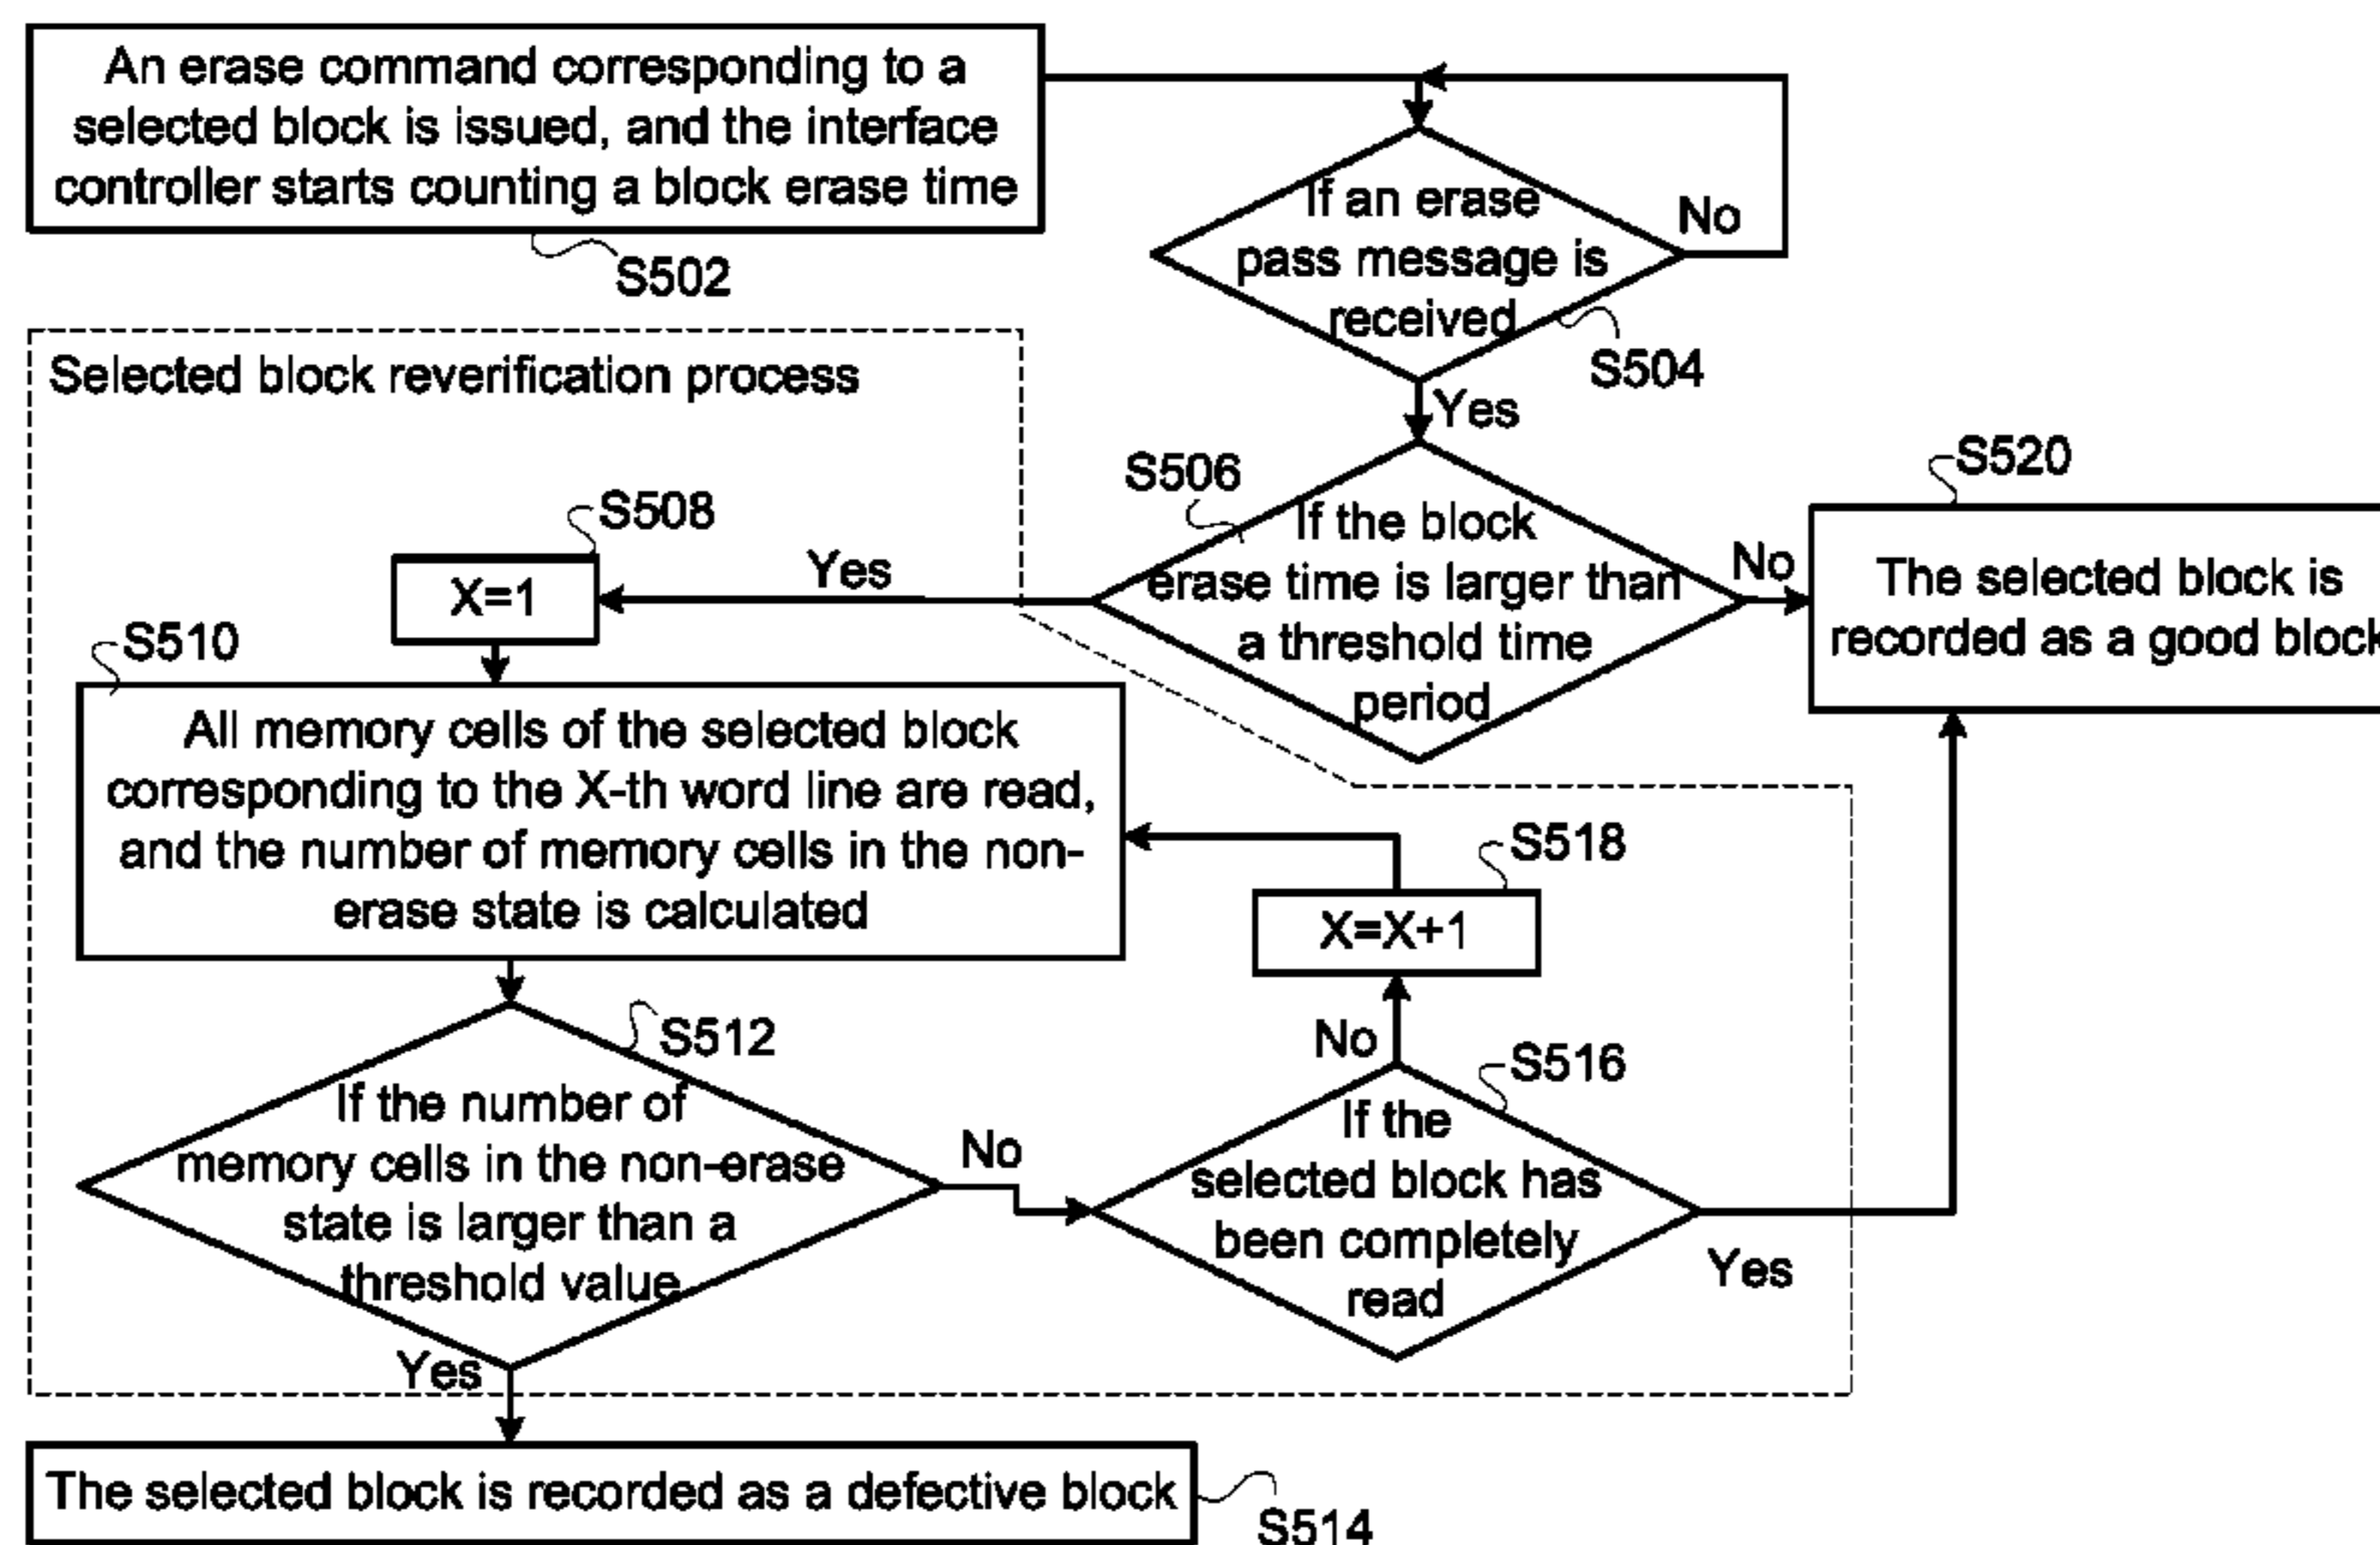 An erase command corresponding to a
selected block is issued, and the interface
controller starts counting a block erase time
S502
If an erase
pass message is
received
No
S504
Yes
Selected block reverification process
S506
If the block
erase time is larger than
a threshold time
period
No
S520
The selected block is
recorded as a good block
Yes
S508
X=1
S510
All memory cells of the selected block
corresponding to the X-th word line are read,
and the number of memory cells in the non-
erase state is calculated
S518
X=X+1
S512
If the number of
memory cells in the non-erase
state is larger than a
threshold value
No
No
S516
If the
selected block has
been completely
read
Yes
Yes
The selected block is recorded as a defective block
S514